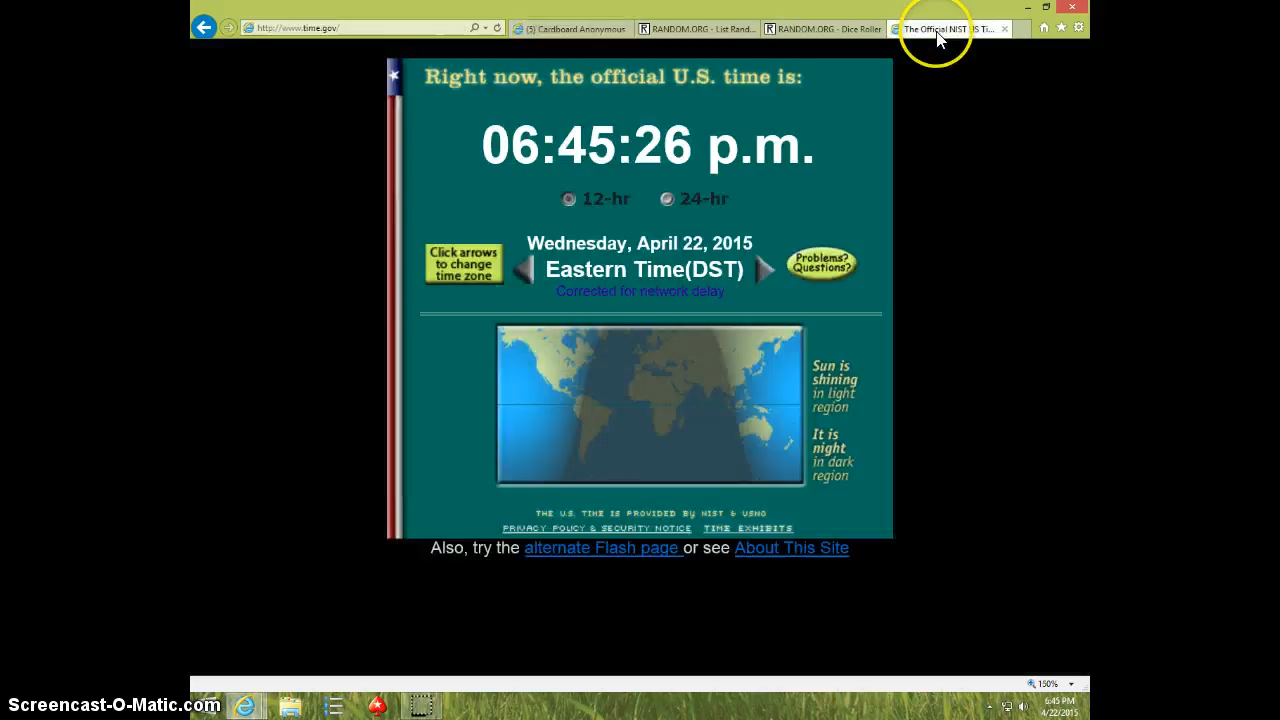 http://www.time.gov/
(5) Cardboard Anonymous
RANDOM.ORG - List Rand...
RANDOM.ORG - Dice Roller
The Official NIST US Ti...
Right now, the official U.S. time is:
06:45:26 p.m.
12-hr
24-hr
Click arrows
to change
time zone
Wednesday, April 22, 2015
Eastern Time(DST)
Corrected for network delay
Problems?
Questions?
Sun is
shining
in light
region
It is
night
in dark
region
THE U.S. TIME IS PROVIDED BY NIST & USNO
PRIVACY POLICY & SECURITY NOTICE
TIME EXHIBITS
Also, try the alternate Flash page or see About This Site
150%
Screencast-O-Matic.com
6:45 PM
4/22/2015